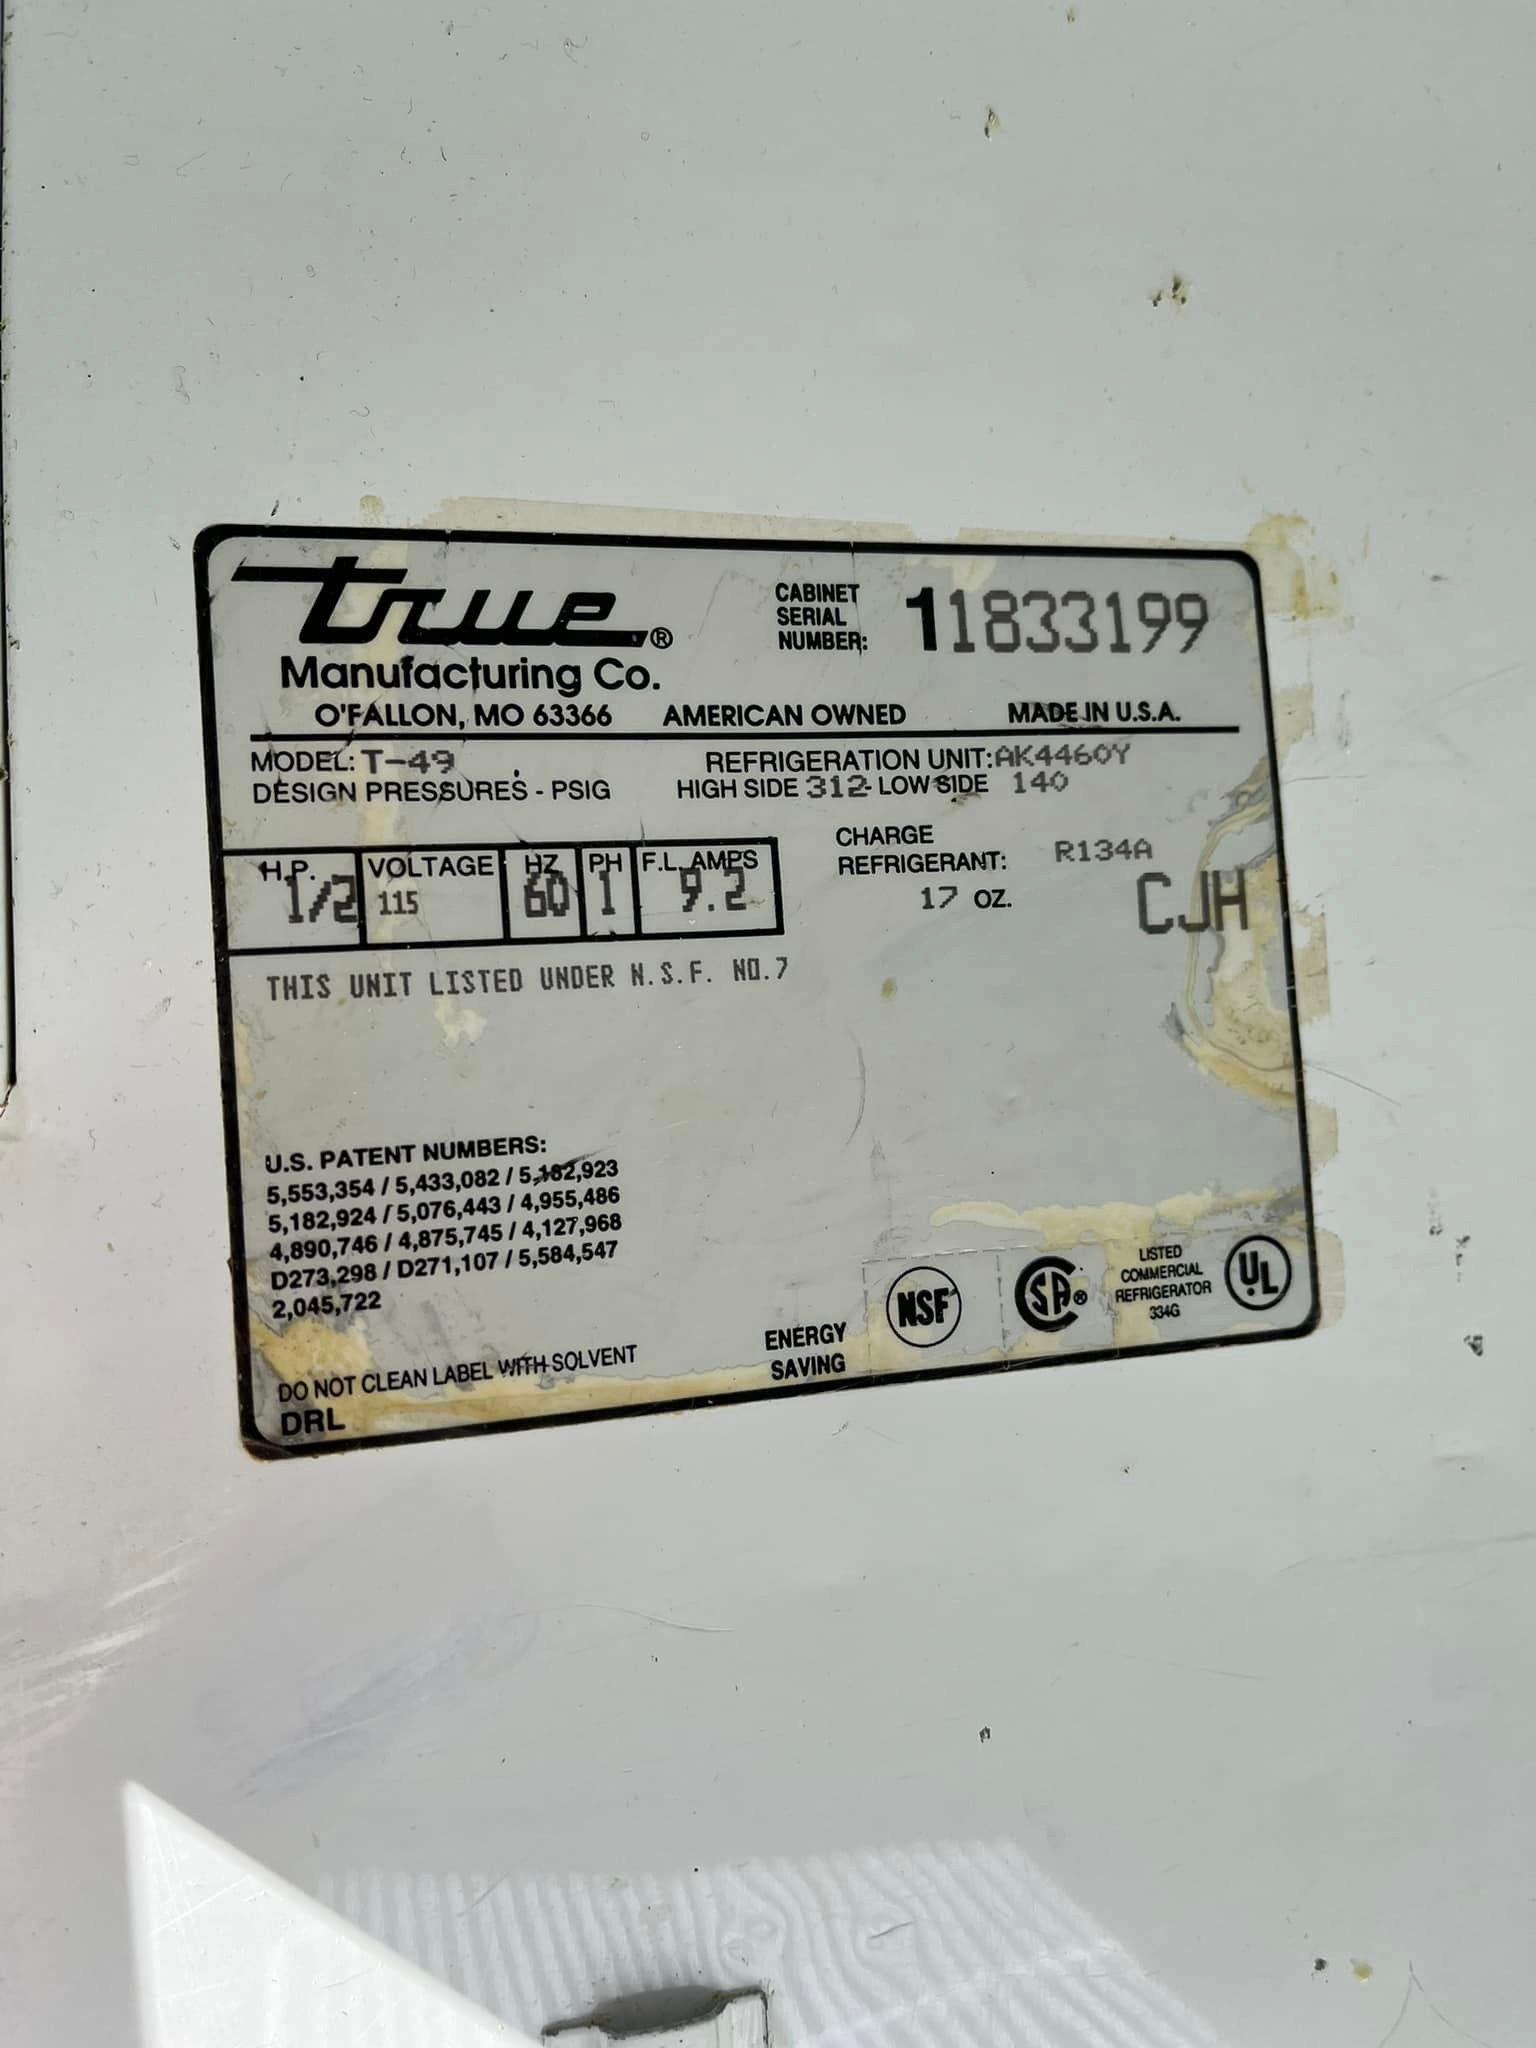 true®
Manufacturing Co.
O'FALLON, MO 63366 AMERICAN OWNED MADE IN U.S.A.
CABINET SERIAL NUMBER: 11833199
MODEL: T-49 REFRIGERATION UNIT: AK4460Y
DESIGN PRESSURES - PSIG HIGH SIDE 312- LOW SIDE 140
H.P. VOLTAGE HZ PH F.L. AMPS
1/2 115 60 1 9.2
CHARGE
REFRIGERANT: R134A
17 OZ. CJH
THIS UNIT LISTED UNDER N.S.F. NO.7
U.S. PATENT NUMBERS:
5,553,354 / 5,433,082 / 5,182,923
5,182,924 / 5,076,443 / 4,955,486
4,890,746 / 4,875,745 / 4,127,968
D273,298 / D271,107 / 5,584,547
2,045,722
DO NOT CLEAN LABEL WITH SOLVENT
DRL
ENERGY
SAVING
NSF
SA®
LISTED
COMMERCIAL
REFRIGERATOR
334G
UL